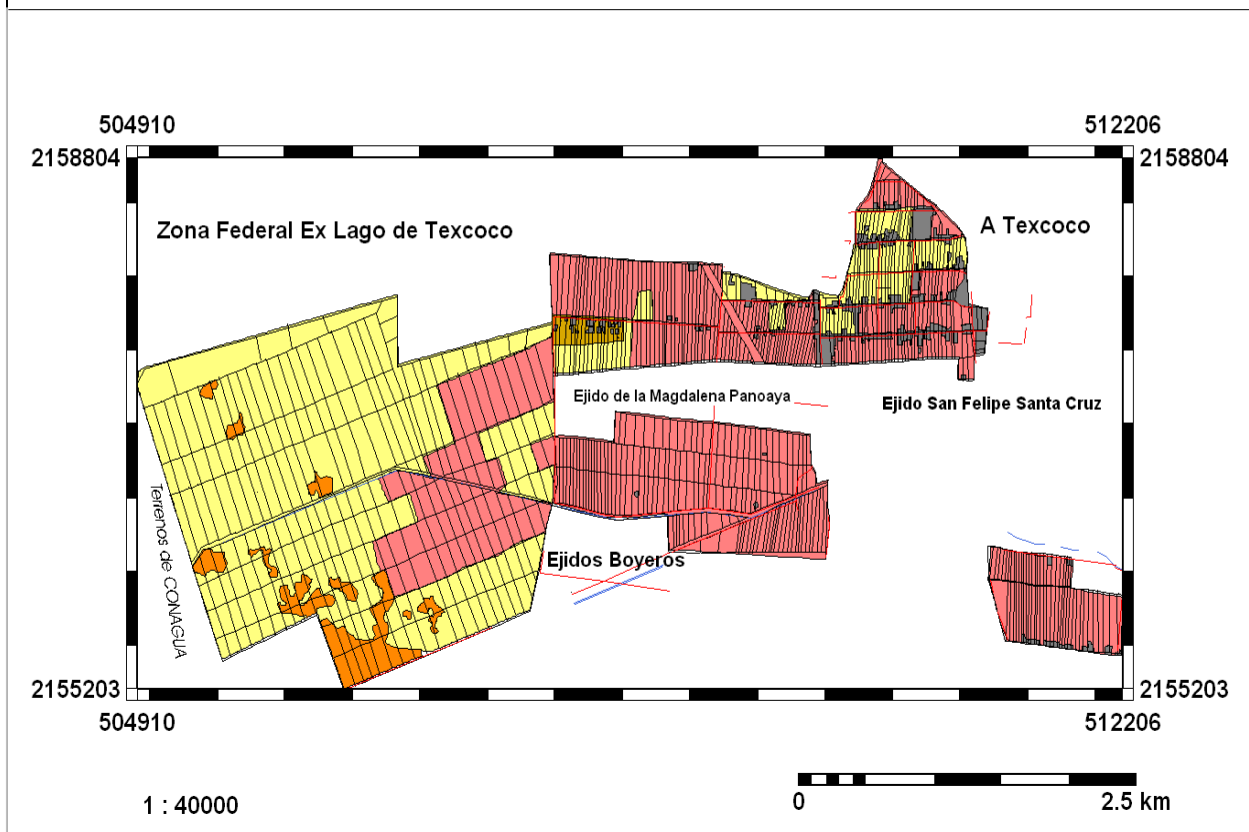 504910
512206
2158804
2158804
Zona Federal Ex Lago de Texcoco
A Texcoco
Ejido de la Magdalena Panoaya
Ejido San Felipe Santa Cruz
Terrenos de CONAGUA
Ejidos Boyeros
2155203
2155203
504910
512206
1 : 40000
0
2.5 km